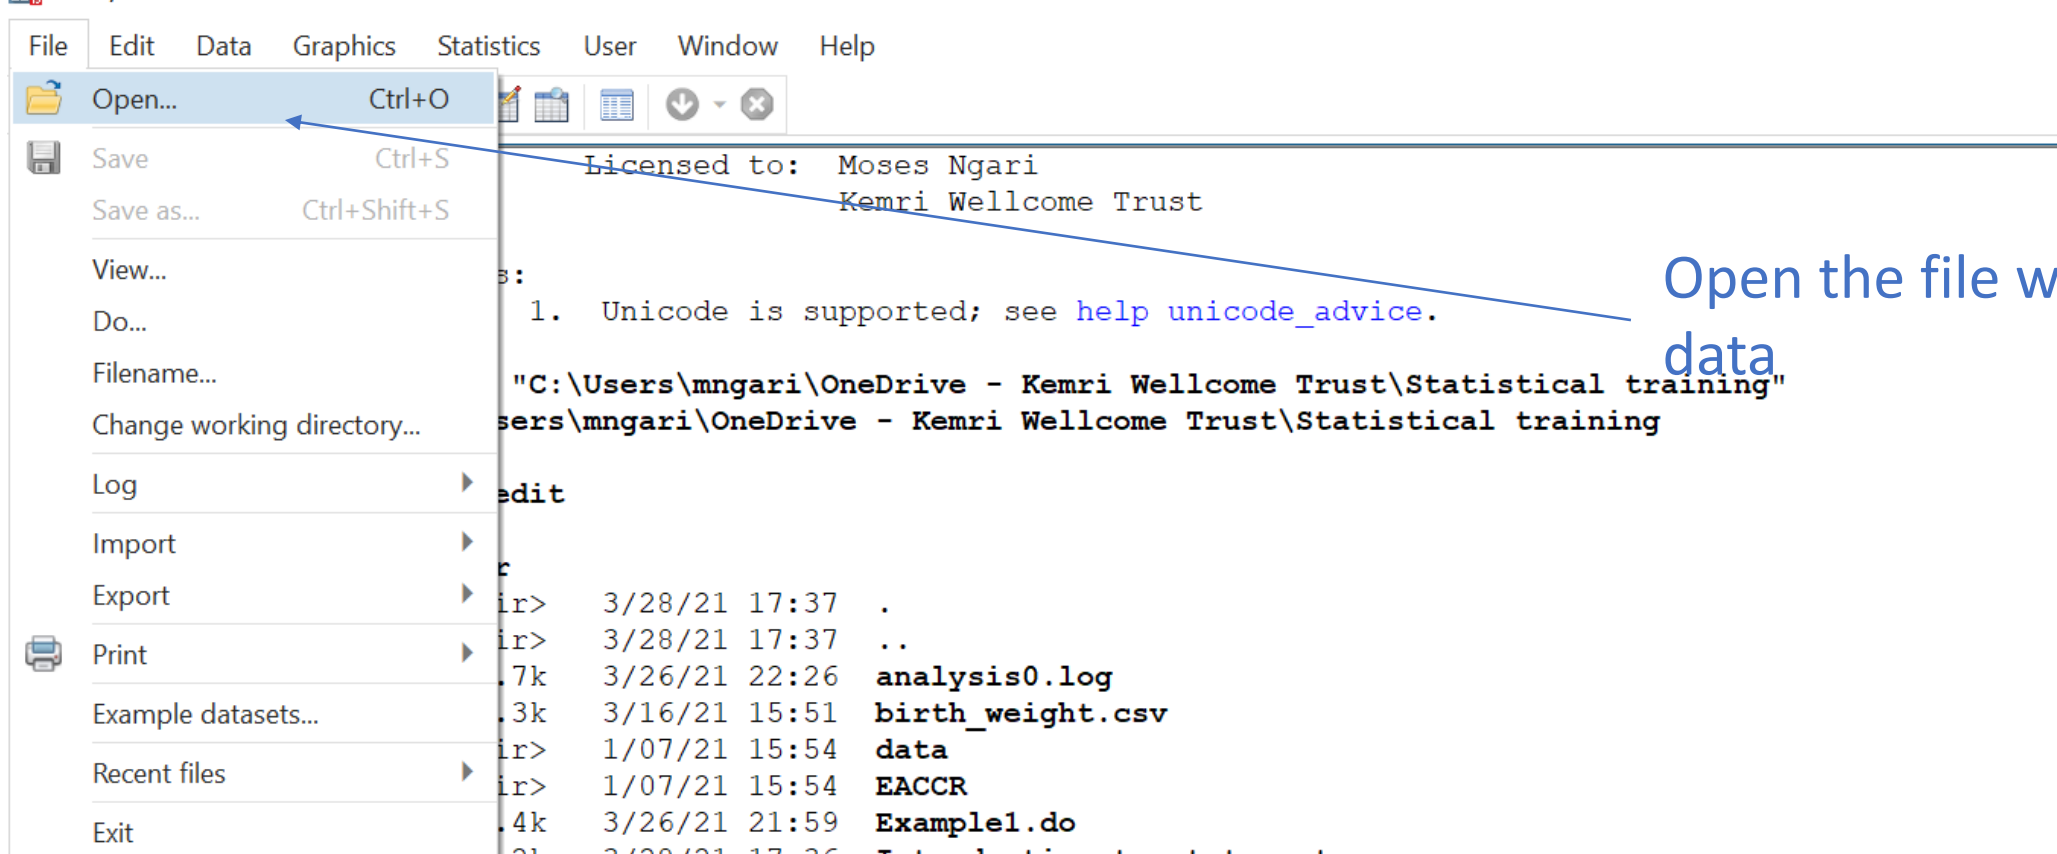 File Edit Data Graphics Statistics User Window Help
Open... Ctrl+O
Save Ctrl+S
Save as... Ctrl+Shift+S
View...
Do...
Filename...
Change working directory...
Log
Import
Export
Print
Example datasets...
Recent files
Exit
Licensed to: Moses Ngari
Kemri Wellcome Trust
s:
1. Unicode is supported; see help unicode_advice.
"C:\Users\mngari\OneDrive - Kemri Wellcome Trust\Statistical training"
sers\mngari\OneDrive - Kemri Wellcome Trust\Statistical training
edit
r
ir> 3/28/21 17:37 .
ir> 3/28/21 17:37 ..
.7k 3/26/21 22:26 analysis0.log
.3k 3/16/21 15:51 birth_weight.csv
ir> 1/07/21 15:54 data
ir> 1/07/21 15:54 EACCR
.4k 3/26/21 21:59 Example1.do
Open the file w
data